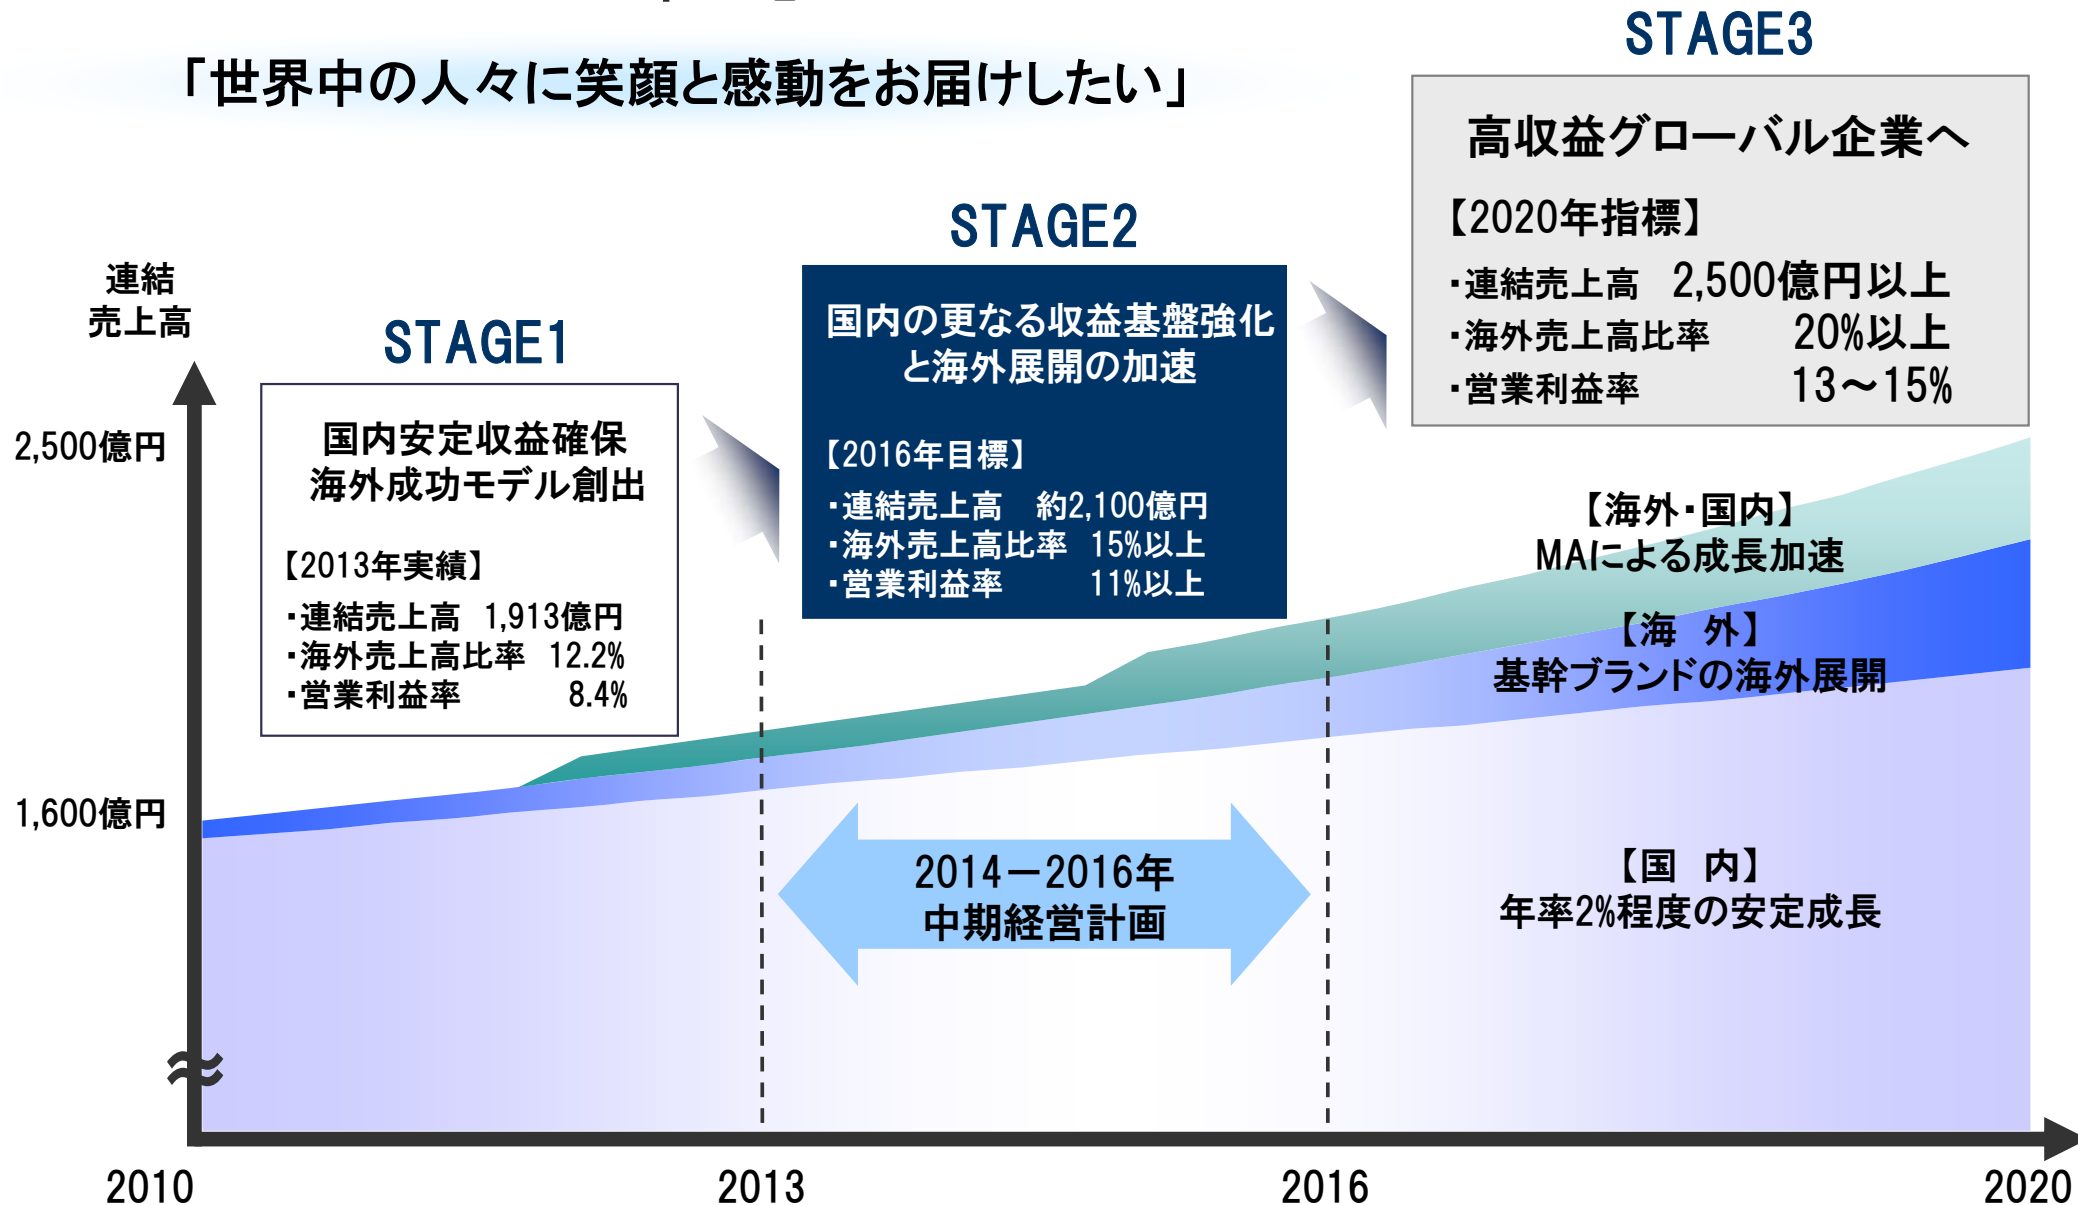 「世界中の人々に笑顔と感動をお届けしたい」
STAGE3
高収益グローバル企業へ
【2020年指標】
・連結売上高 2,500億円以上
・海外売上高比率 20%以上
・営業利益率 13～15%
STAGE2
国内の更なる収益基盤強化
と海外展開の加速
【2016年目標】
・連結売上高 約2,100億円
・海外売上高比率 15%以上
・営業利益率 11%以上
STAGE1
国内安定収益確保
海外成功モデル創出
【2013年実績】
・連結売上高 1,913億円
・海外売上高比率 12.2%
・営業利益率 8.4%
連結
売上高
2,500億円
1,600億円
【海外・国内】
MAによる成長加速
【海 外】
基幹ブランドの海外展開
【国 内】
年率2%程度の安定成長
2014－2016年
中期経営計画
2010
2013
2016
2020